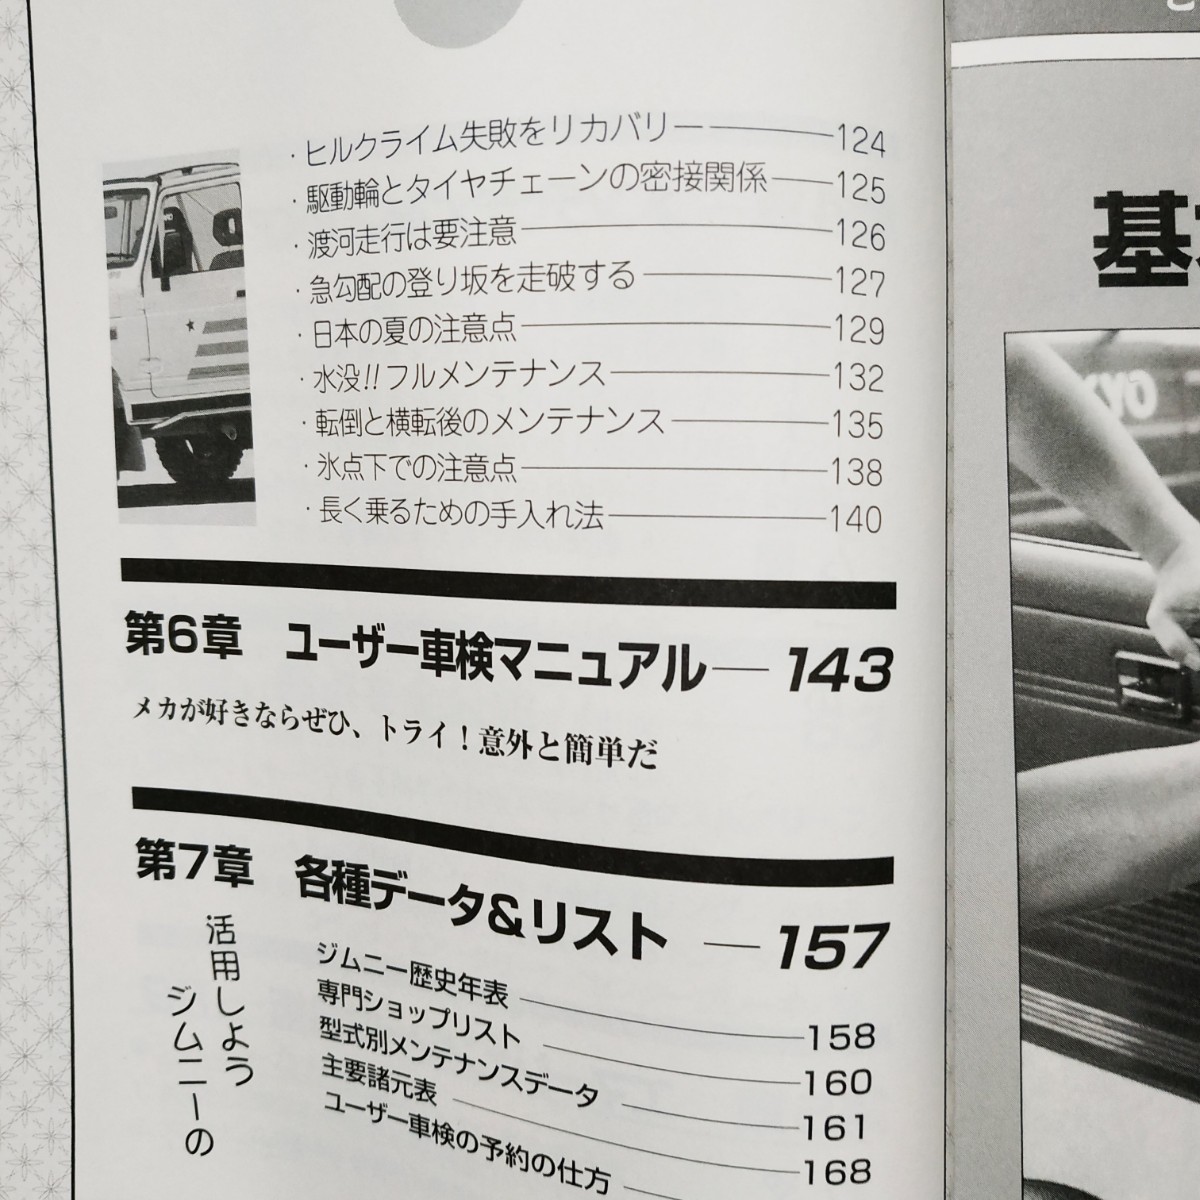 ・ヒルクライム失敗をリカバリー 124
・駆動輪とタイヤチェーンの密接関係 125
・渡河走行は要注意 126
・急勾配の登り坂を走破する 127
・日本の夏の注意点 129
・水没!!フルメンテナンス 132
・転倒と横転後のメンテナンス 135
・氷点下での注意点 138
・長く乗るための手入れ法 140
第6章 ユーザー車検マニュアル 143
メカが好きならぜひ、トライ！意外と簡単だ
第7章 各種データ&リスト 157
活用しよう
ジムニーの
ジムニー歴史年表 158
専門ショップリスト 160
型式別メンテナンスデータ 161
主要諸元表 168
ユーザー車検の予約の仕方
基